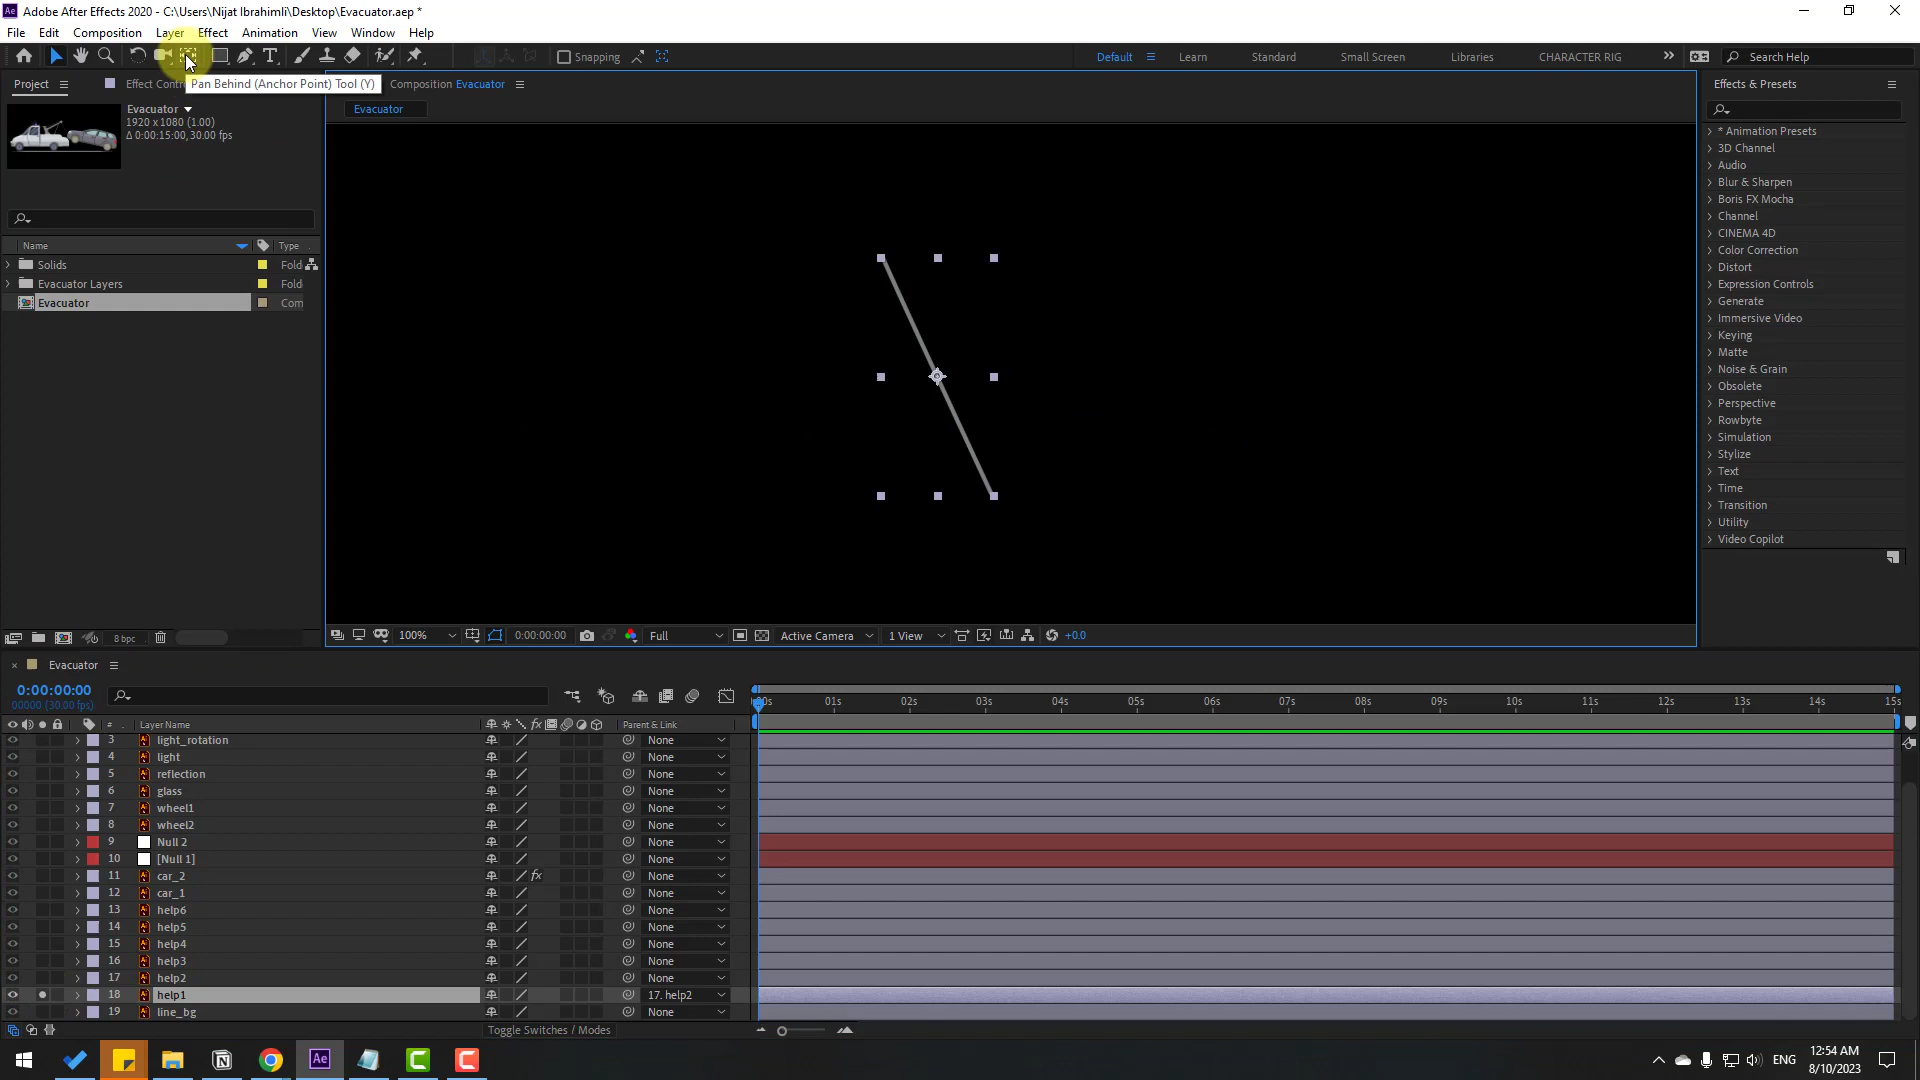 Adobe After Effects 2020 - C:\Users\Nijat Ibrahimli\Desktop\Evacuator.aep *
File Edit Composition Layer Effect Animation View Window Help
Snapping Default Learn Standard Small Screen Libraries CHARACTER RIG Search Help
Project Effect Contr Pan Behind (Anchor Point) Tool (Y) Composition Evacuator Effects & Presets
Evacuator
Evacuator
1920 x 1080 (1.00)
Δ 0:00:15:00, 30.00 fps
Name Type
Solids Fold
Evacuator Layers Fold
Evacuator Com
* Animation Presets
3D Channel
Audio
Blur & Sharpen
Boris FX Mocha
Channel
CINEMA 4D
Color Correction
Distort
Expression Controls
Generate
Immersive Video
Keying
Matte
Noise & Grain
Obsolete
Perspective
Rowbyte
Simulation
Stylize
Text
Time
Transition
Utility
Video Copilot
8 bpc 100% 0:00:00:00 Full Active Camera 1 View +0.0
Evacuator
0:00:00:00
00000 (30.00 fps)
:00s 01s 02s 03s 04s 05s 06s 07s 08s 09s 10s 11s 12s 13s 14s 15s
# Layer Name fx Parent & Link
3 light_rotation None
4 light None
5 reflection None
6 glass None
7 wheel1 None
8 wheel2 None
9 Null 2 None
10 [Null 1] None
11 car_2 fx None
12 car_1 None
13 help6 None
14 help5 None
15 help4 None
16 help3 None
17 help2 None
18 help1 17. help2
19 line_bg None
Toggle Switches / Modes
ENG 12:54 AM
8/10/2023